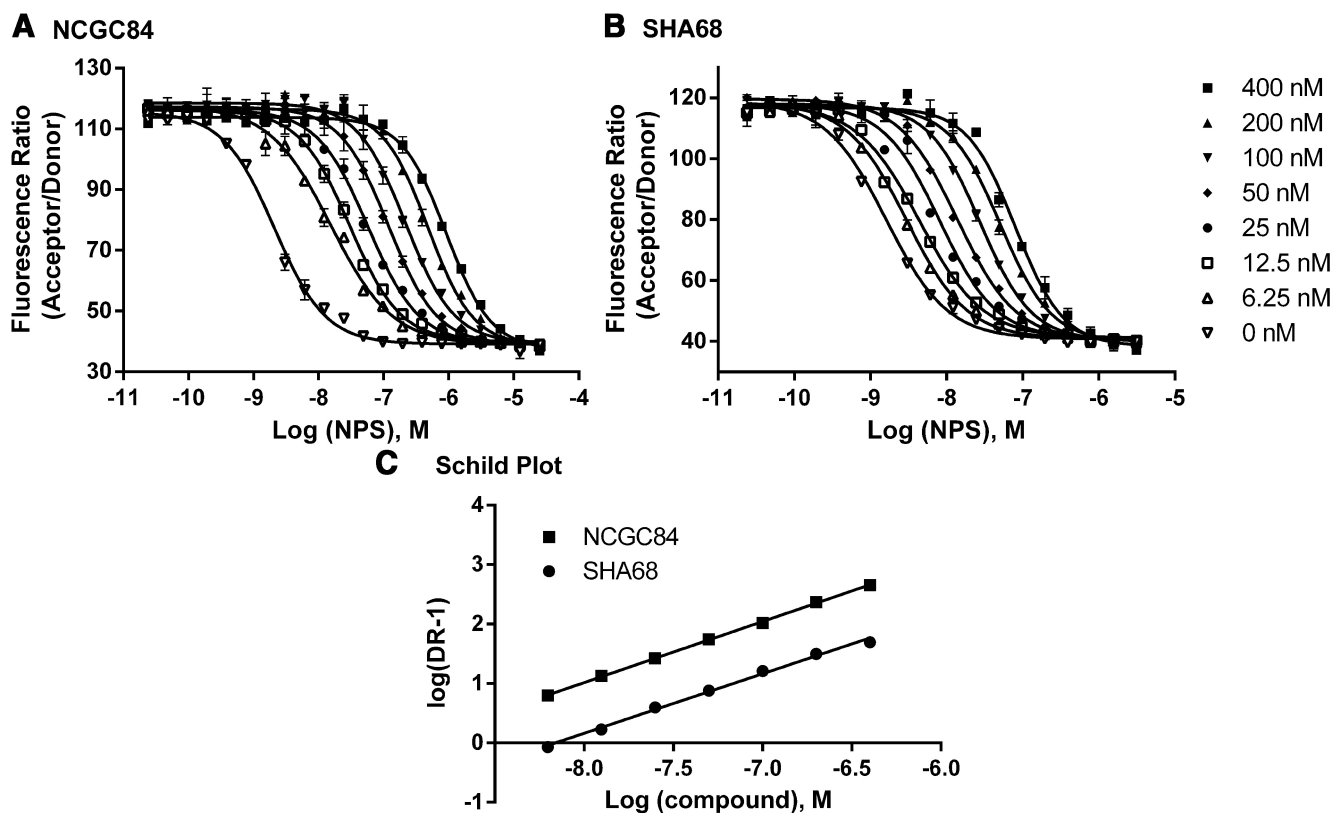 A NCGC84
B SHA68
Fluorescence Ratio
(Acceptor/Donor)
130
110
90
70
50
30
-11 -10 -9 -8 -7 -6 -5 -4
Log (NPS), M
Fluorescence Ratio
(Acceptor/Donor)
120
100
80
60
40
-11 -10 -9 -8 -7 -6 -5
Log (NPS), M
400 nM
200 nM
100 nM
50 nM
25 nM
12.5 nM
6.25 nM
0 nM
C Schild Plot
log(DR-1)
4
3
2
1
0
-1
NCGC84
SHA68
-8.0 -7.5 -7.0 -6.5 -6.0
Log (compound), M